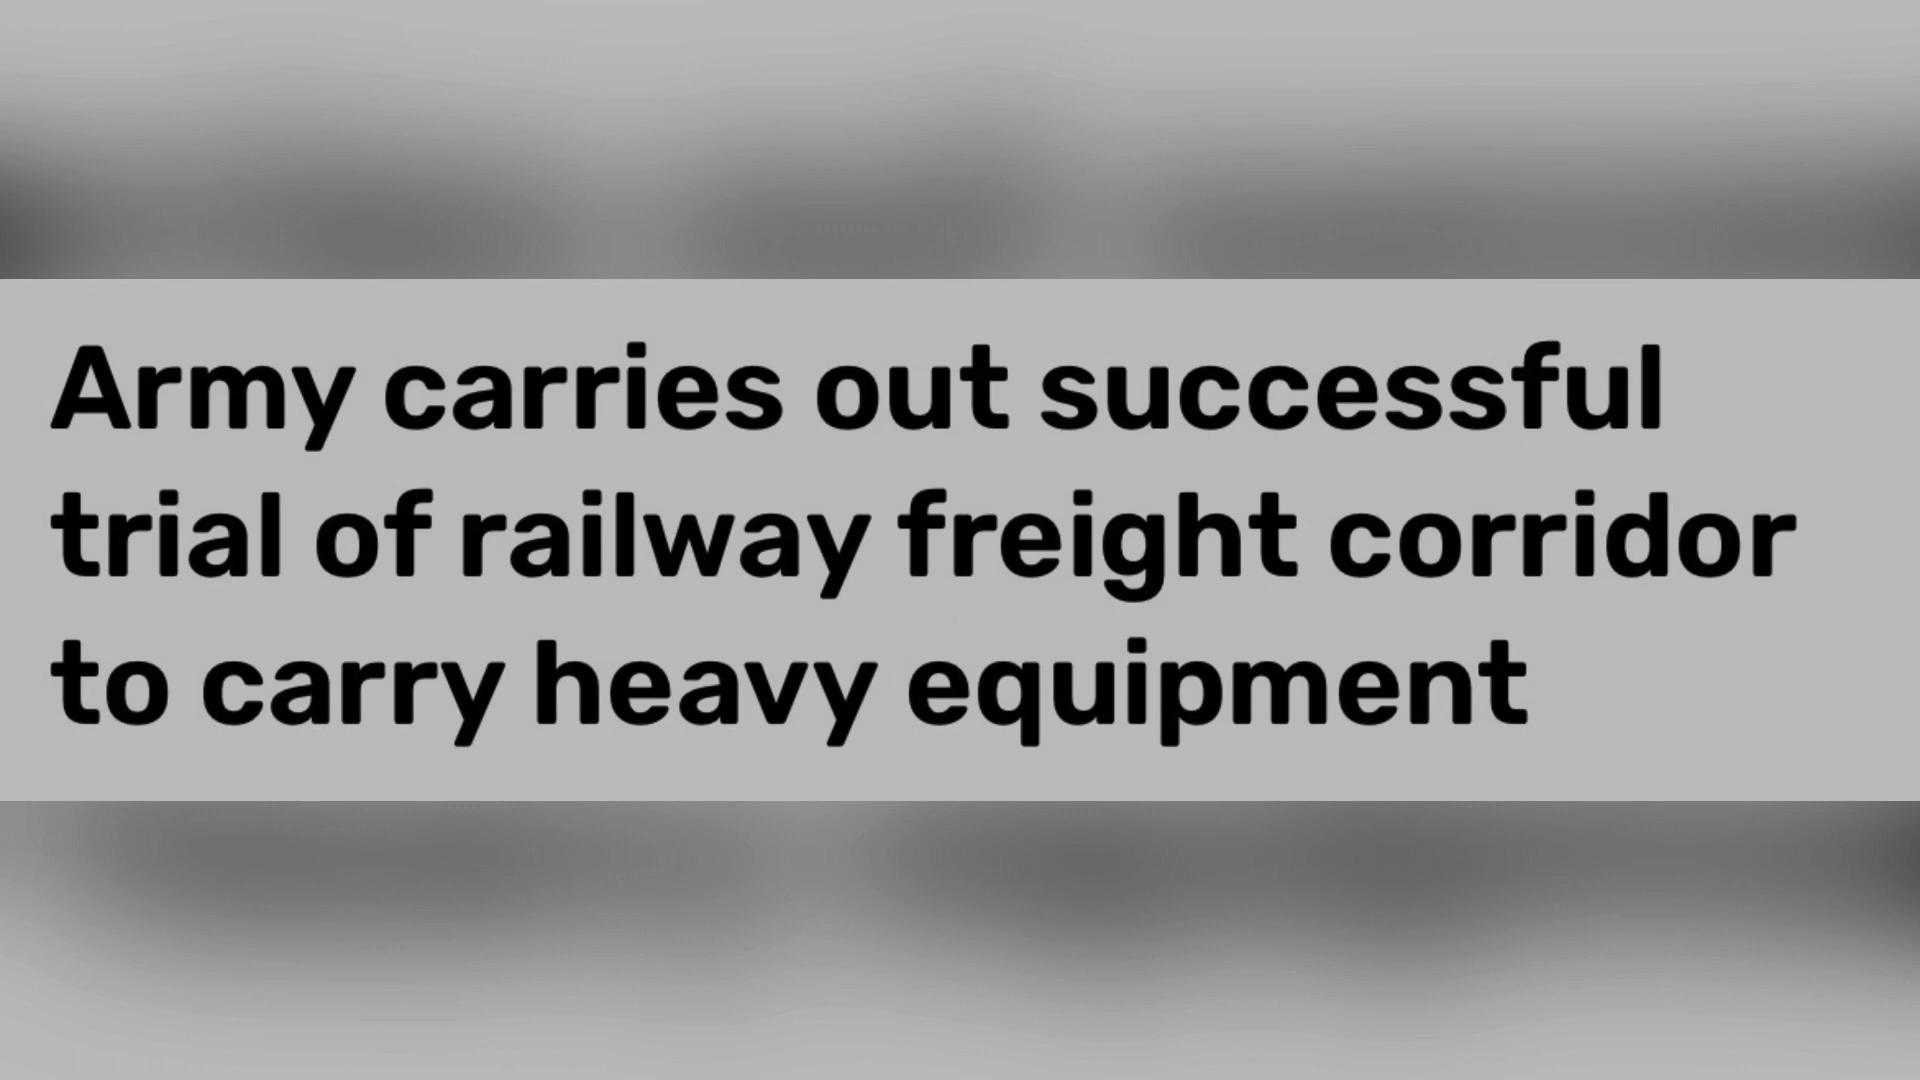 Army carries out successful
trial of railway freight corridor
to carry heavy equipment